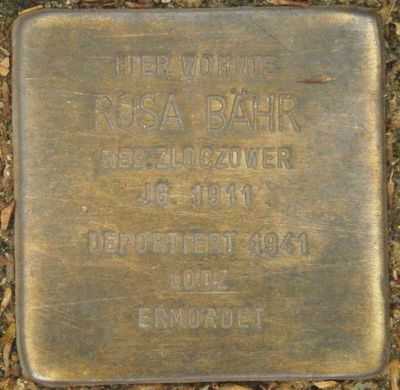 HIER WOHNTE
ROSA BÄHR
GEB. ZLOCZOWER
JG. 1911
DEPORTIERT 1941
LODZ
ERMORDET